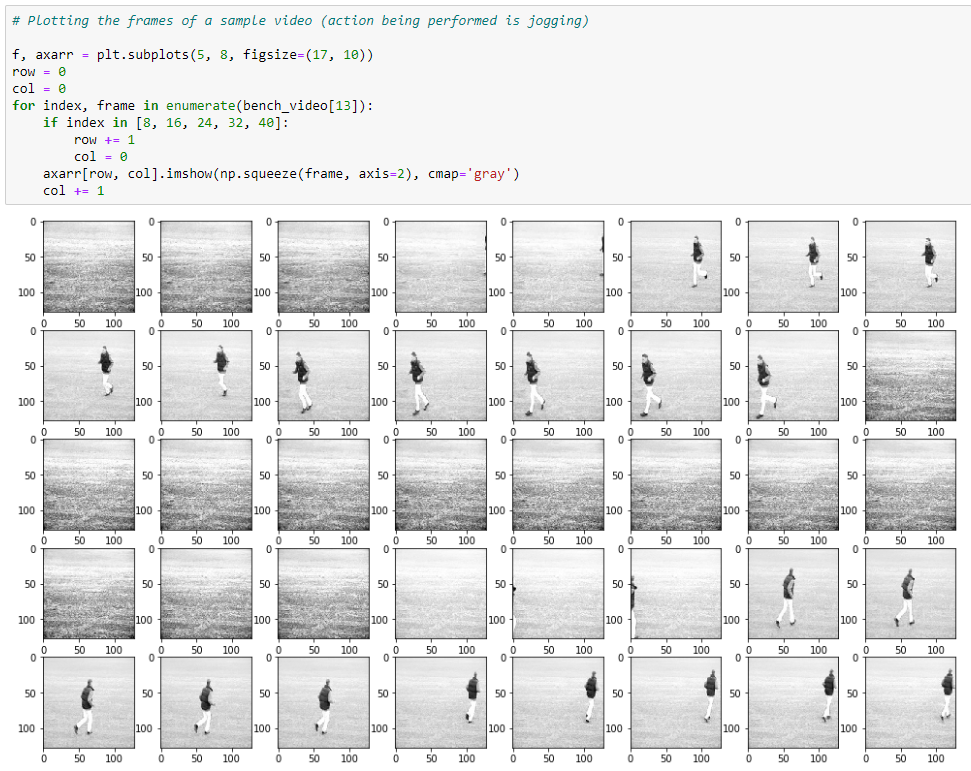 # Plotting the frames of a sample video (action being performed is jogging)
f, axarr = plt.subplots(5, 8, figsize=(17, 10))
row = 0
col = 0
for index, frame in enumerate(bench_video[13]):
    if index in [8, 16, 24, 32, 40]:
        row += 1
        col = 0
    axarr[row, col].imshow(np.squeeze(frame, axis=2), cmap='gray')
    col += 1
0 0 0 0 0 0 0 0
50 50 50 50 50 50 50 50
100 100 100 100 100 100 100 100
0 50 100 0 50 100 0 50 100 0 50 100 0 50 100 0 50 100 0 50 100 0 50 100
0 0 0 0 0 0 0 0
50 50 50 50 50 50 50 50
100 100 100 100 100 100 100 100
0 50 100 0 50 100 0 50 100 0 50 100 0 50 100 0 50 100 0 50 100 0 50 100
0 0 0 0 0 0 0 0
50 50 50 50 50 50 50 50
100 100 100 100 100 100 100 100
0 50 100 0 50 100 0 50 100 0 50 100 0 50 100 0 50 100 0 50 100 0 50 100
0 0 0 0 0 0 0 0
50 50 50 50 50 50 50 50
100 100 100 100 100 100 100 100
0 50 100 0 50 100 0 50 100 0 50 100 0 50 100 0 50 100 0 50 100 0 50 100
0 0 0 0 0 0 0 0
50 50 50 50 50 50 50 50
100 100 100 100 100 100 100 100
0 50 100 0 50 100 0 50 100 0 50 100 0 50 100 0 50 100 0 50 100 0 50 100